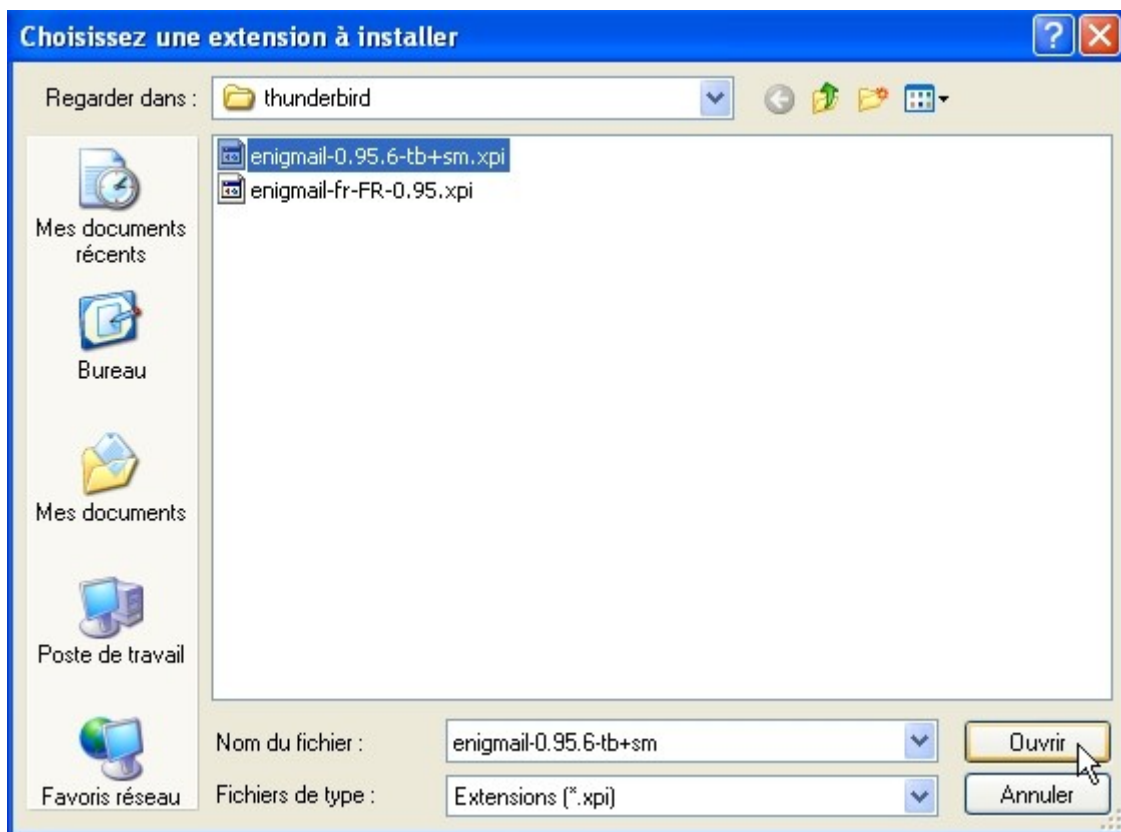 Choisissez une extension à installer
Regarder dans :
thunderbird
enigmail-0.95.6-tb+sm.xpi
enigmail-fr-FR-0.95.xpi
Mes documents
récents
Bureau
Mes documents
Poste de travail
Favoris réseau
Nom du fichier :
enigmail-0.95.6-tb+sm
Ouvrir
Fichiers de type :
Extensions (*.xpi)
Annuler